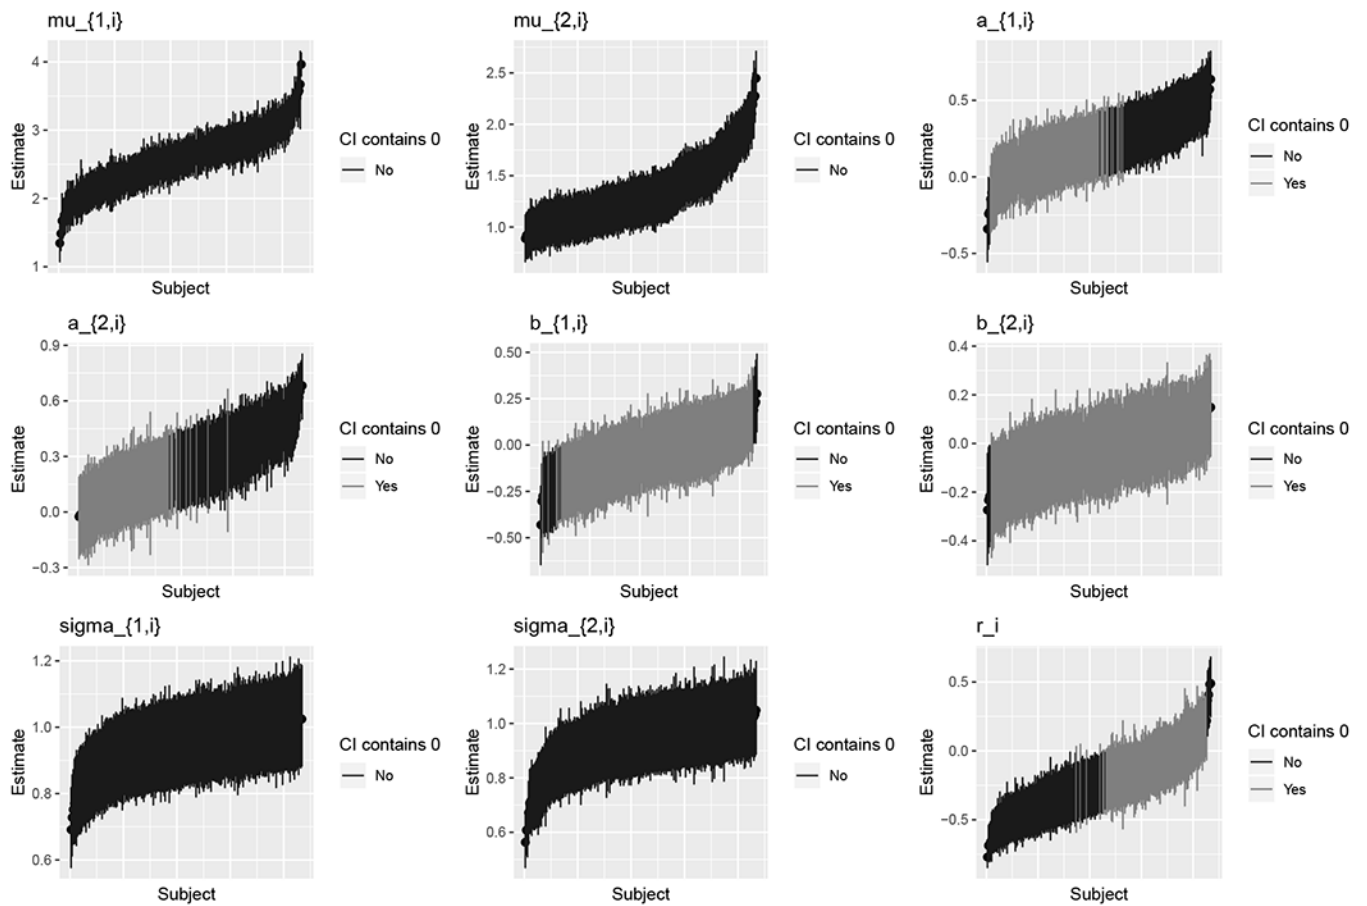 mu_{1,i}
Estimate
4
3
2
1
Subject
CI contains 0
No
mu_{2,i}
Estimate
2.5
2.0
1.5
1.0
Subject
CI contains 0
No
a_{1,i}
Estimate
0.5
0.0
−0.5
Subject
CI contains 0
No
Yes
a_{2,i}
Estimate
0.9
0.6
0.3
0.0
−0.3
Subject
CI contains 0
No
Yes
b_{1,i}
Estimate
0.50
0.25
0.00
−0.25
−0.50
Subject
CI contains 0
No
Yes
b_{2,i}
Estimate
0.4
0.2
0.0
−0.2
−0.4
Subject
CI contains 0
No
Yes
sigma_{1,i}
Estimate
1.2
1.0
0.8
0.6
Subject
CI contains 0
No
sigma_{2,i}
Estimate
1.2
1.0
0.8
0.6
Subject
CI contains 0
No
r_i
Estimate
0.5
0.0
−0.5
Subject
CI contains 0
No
Yes